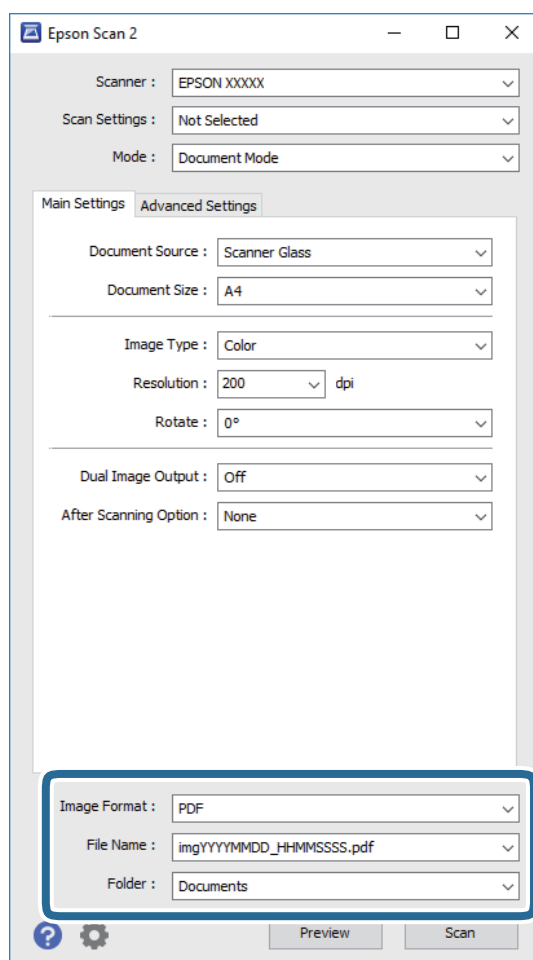 Epson Scan 2
Scanner : EPSON XXXXX
Scan Settings : Not Selected
Mode : Document Mode
Main Settings Advanced Settings
Document Source : Scanner Glass
Document Size : A4
Image Type : Color
Resolution : 200 dpi
Rotate : 0°
Dual Image Output : Off
After Scanning Option : None
Image Format : PDF
File Name : imgYYYYMMDD_HHMMSSSS.pdf
Folder : Documents
? Preview Scan